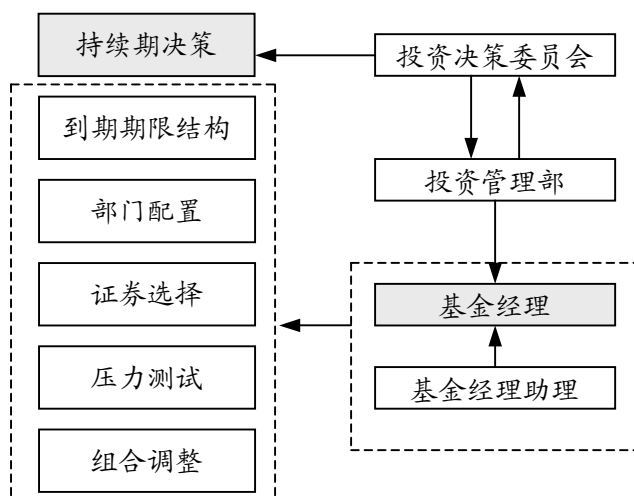 持续期决策
投资决策委员会
到期期限结构
部门配置
证券选择
压力测试
组合调整
投资管理部
基金经理
基金经理助理